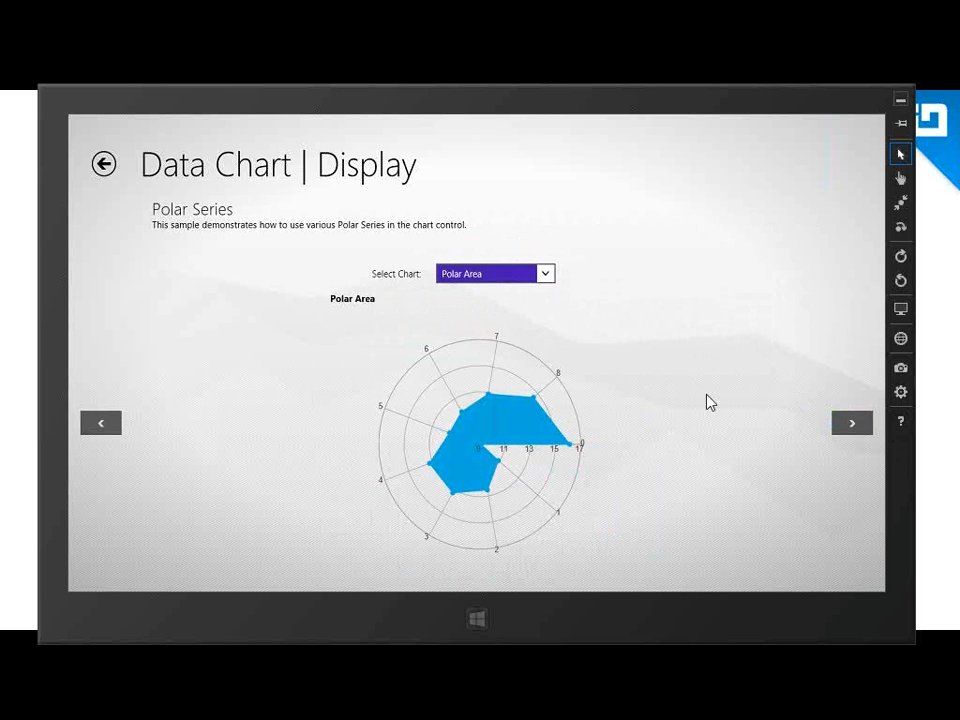 Data Chart | Display
Polar Series
This sample demonstrates how to use various Polar Series in the chart control.
Select Chart: Polar Area
Polar Area
7
6
8
5
0
9 11 13 15 17
4
1
3
2
?